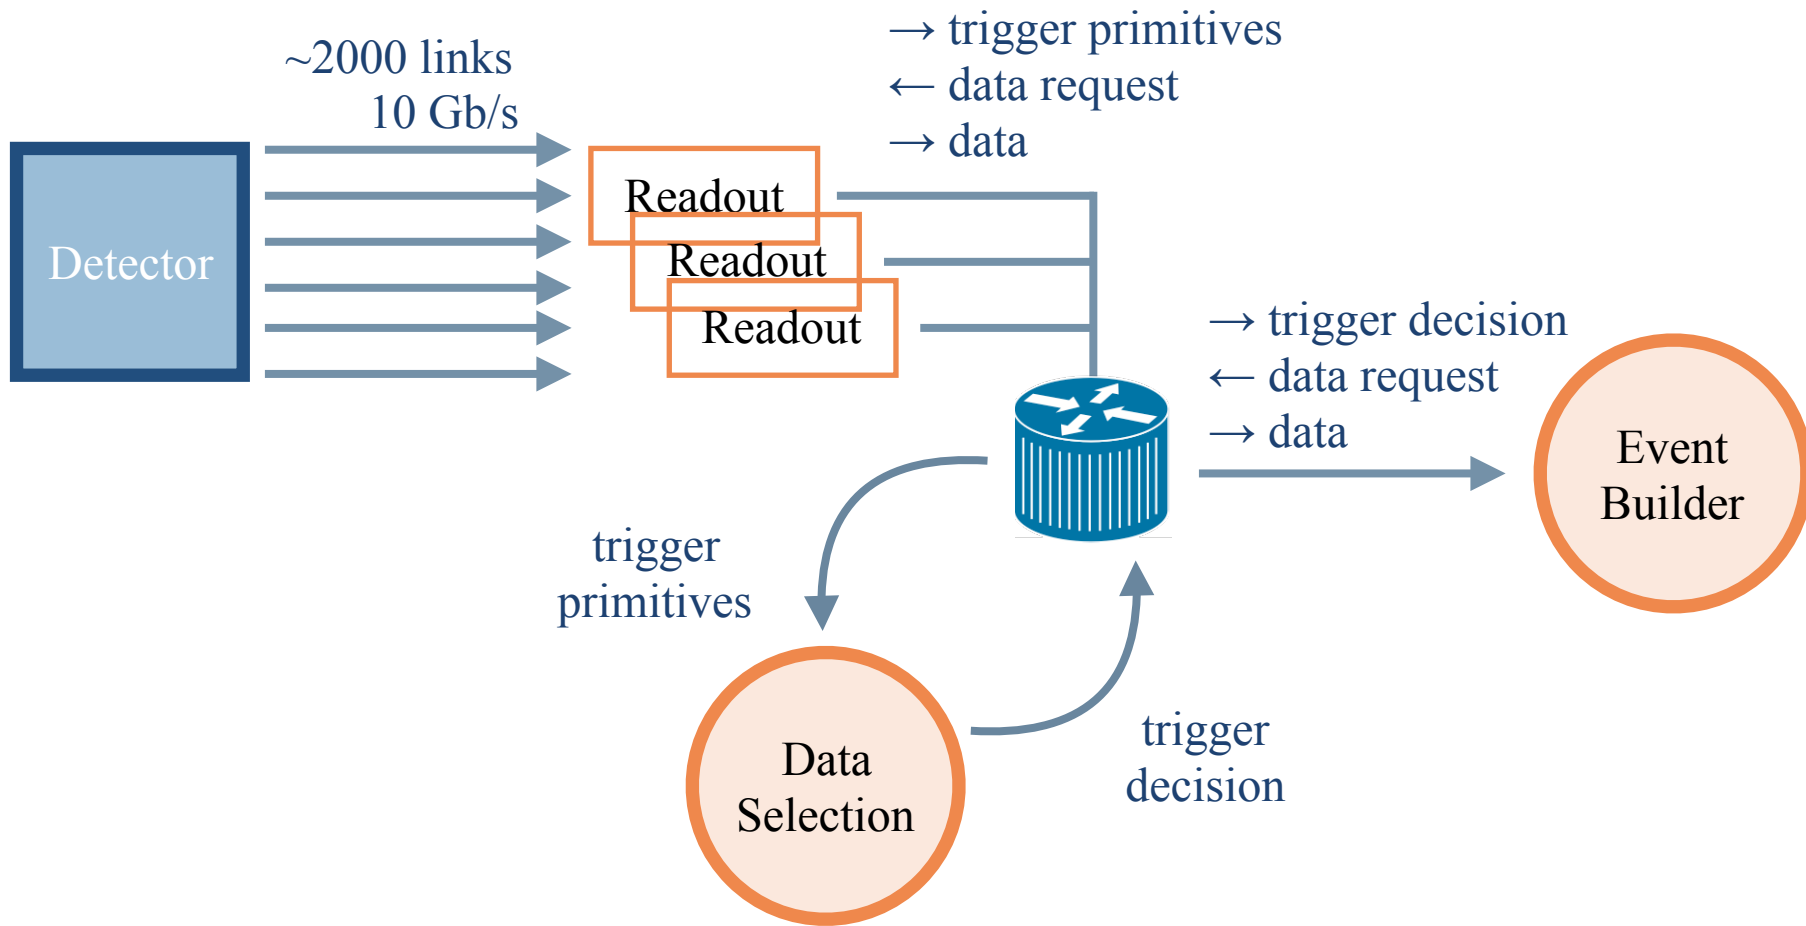 ~2000 links
10 Gb/s
→ trigger primitives
← data request
→ data
Detector
Readout
Readout
Readout
→ trigger decision
← data request
→ data
Event
Builder
trigger
primitives
Data
Selection
trigger
decision